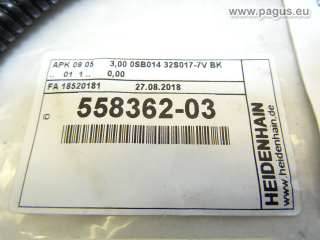 www.pagus.eu
APK 09 05 3,00 0SB014 32S017-7V BK
.. 01 1 .. 0,00
FA 18520181 27.08.2018
558362-03
HEIDENHAIN
www.heidenhain.de